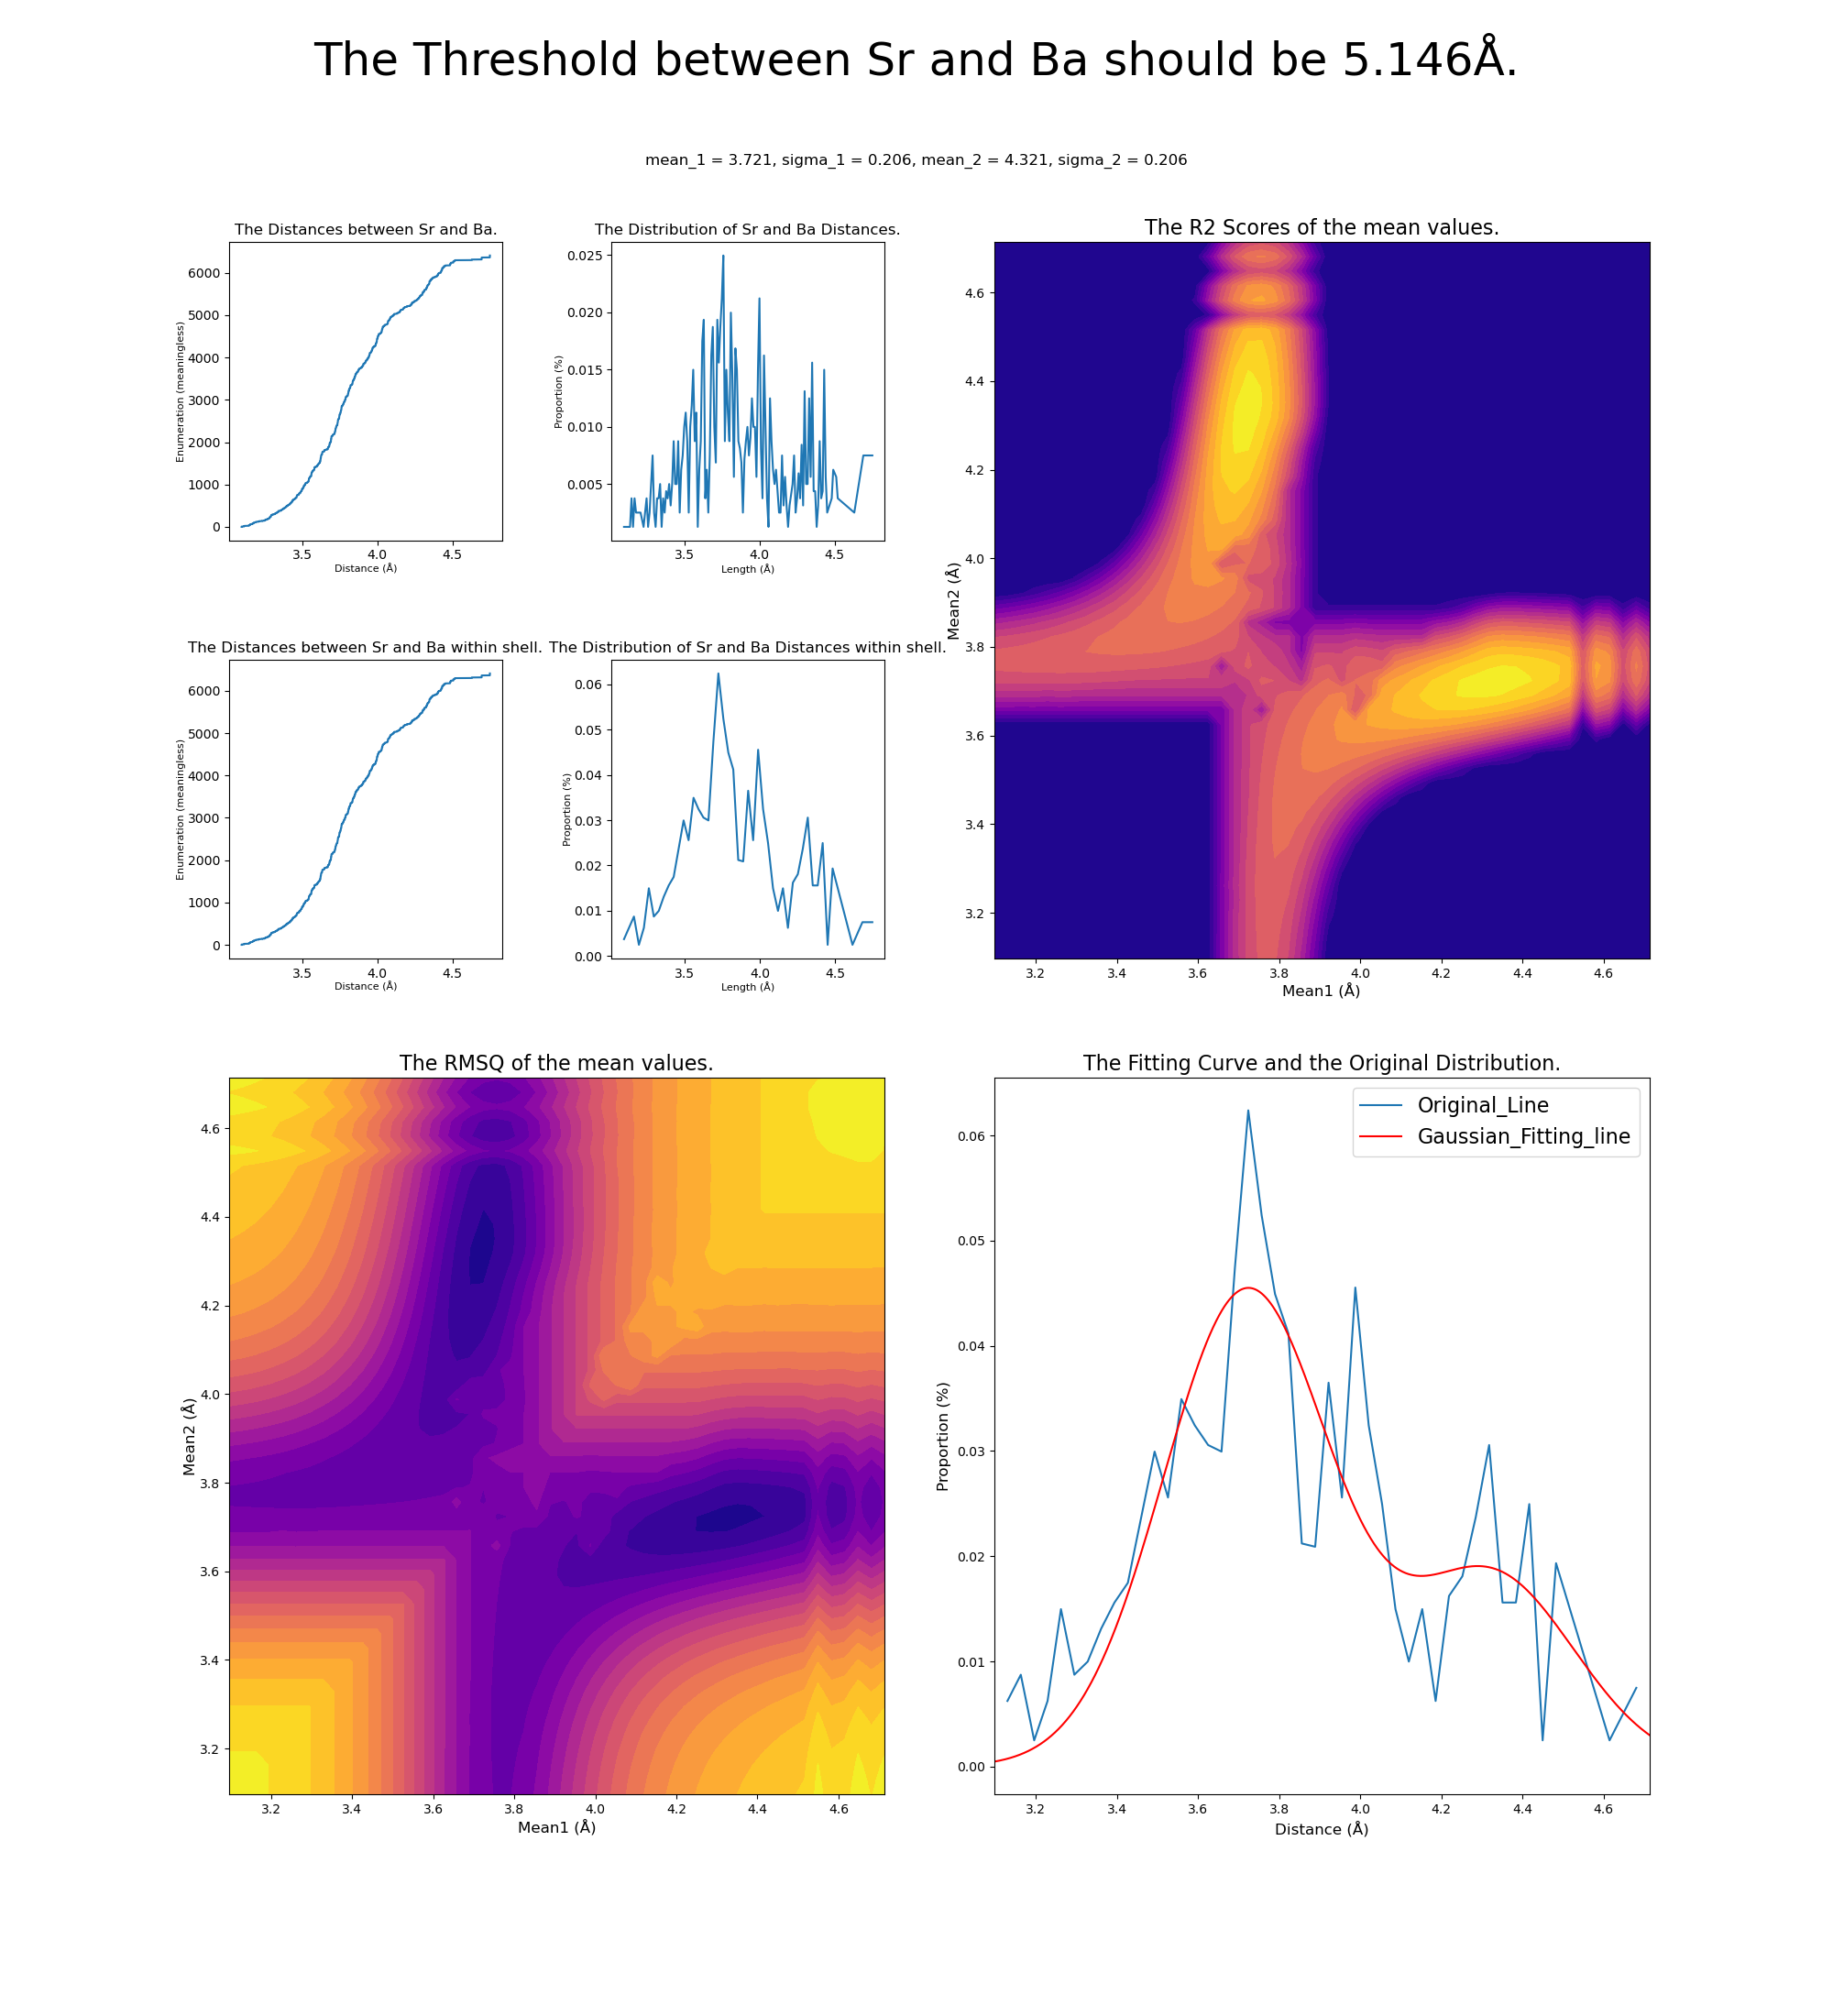 The Threshold between Sr and Ba should be 5.146Å.
mean_1 = 3.721, sigma_1 = 0.206, mean_2 = 4.321, sigma_2 = 0.206
The Distances between Sr and Ba.
Enumeration (meaningless)
6000
5000
4000
3000
2000
1000
0
3.5 4.0 4.5
Distance (Å)
The Distribution of Sr and Ba Distances.
Proportion (%)
0.025
0.020
0.015
0.010
0.005
3.5 4.0 4.5
Length (Å)
The R2 Scores of the mean values.
Mean2 (Å)
4.6
4.4
4.2
4.0
3.8
3.6
3.4
3.2
3.2 3.4 3.6 3.8 4.0 4.2 4.4 4.6
Mean1 (Å)
The Distances between Sr and Ba within shell.
Enumeration (meaningless)
6000
5000
4000
3000
2000
1000
0
3.5 4.0 4.5
Distance (Å)
The Distribution of Sr and Ba Distances within shell.
Proportion (%)
0.06
0.05
0.04
0.03
0.02
0.01
0.00
3.5 4.0 4.5
Length (Å)
The RMSQ of the mean values.
Mean2 (Å)
4.6
4.4
4.2
4.0
3.8
3.6
3.4
3.2
3.2 3.4 3.6 3.8 4.0 4.2 4.4 4.6
Mean1 (Å)
The Fitting Curve and the Original Distribution.
Original_Line
Gaussian_Fitting_line
Proportion (%)
0.06
0.05
0.04
0.03
0.02
0.01
0.00
3.2 3.4 3.6 3.8 4.0 4.2 4.4 4.6
Distance (Å)